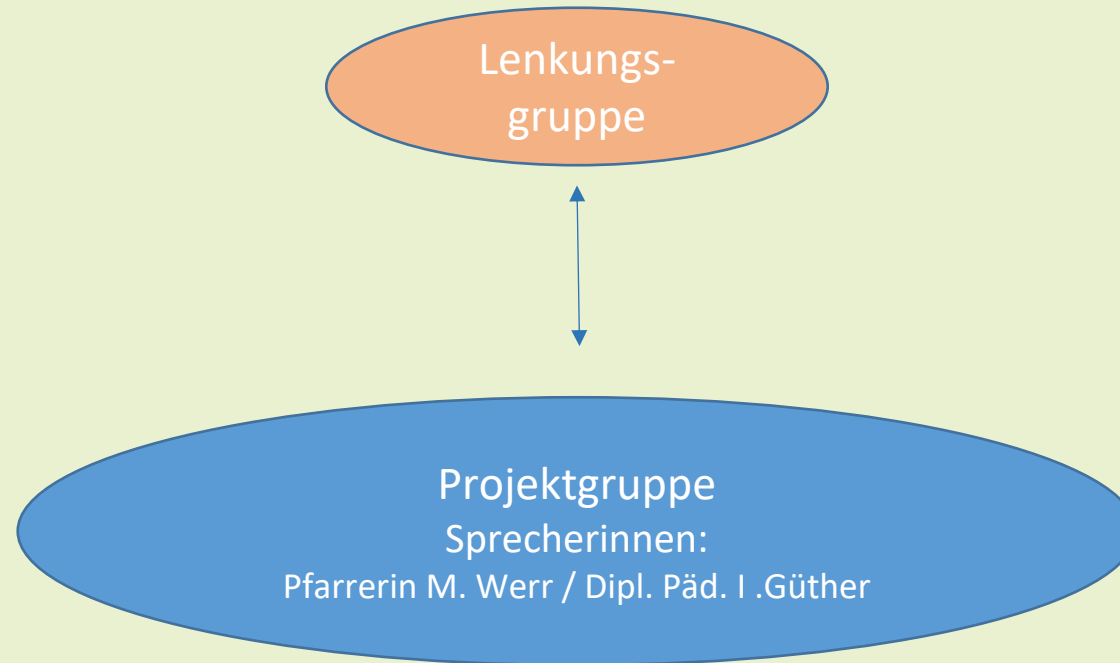 Lenkungs-
gruppe
Projektgruppe
Sprecherinnen:
Pfarrerin M. Werr / Dipl. Päd. I .Güther